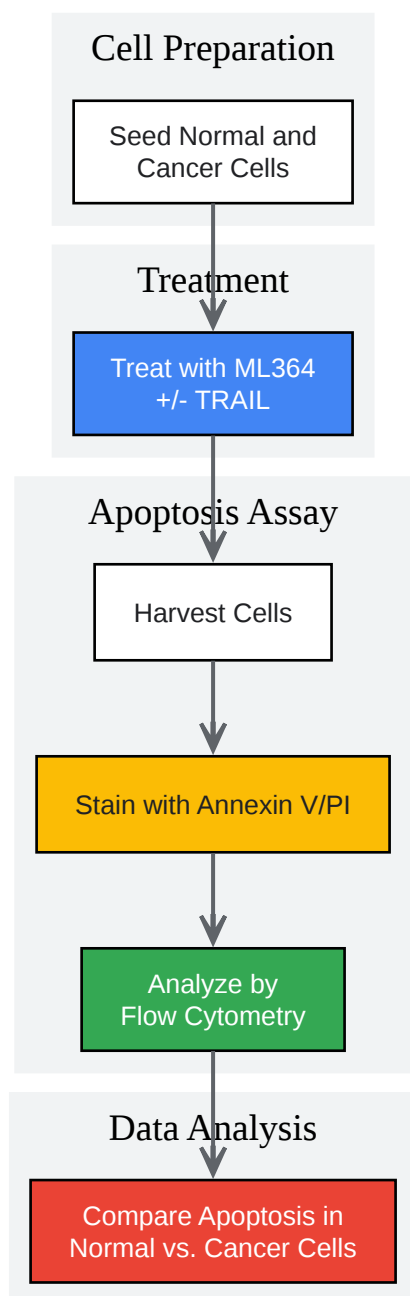 Cell Preparation
Seed Normal and
Cancer Cells
Treatment
Treat with ML364
+/- TRAIL
Apoptosis Assay
Harvest Cells
Stain with Annexin V/PI
Analyze by
Flow Cytometry
Data Analysis
Compare Apoptosis in
Normal vs. Cancer Cells